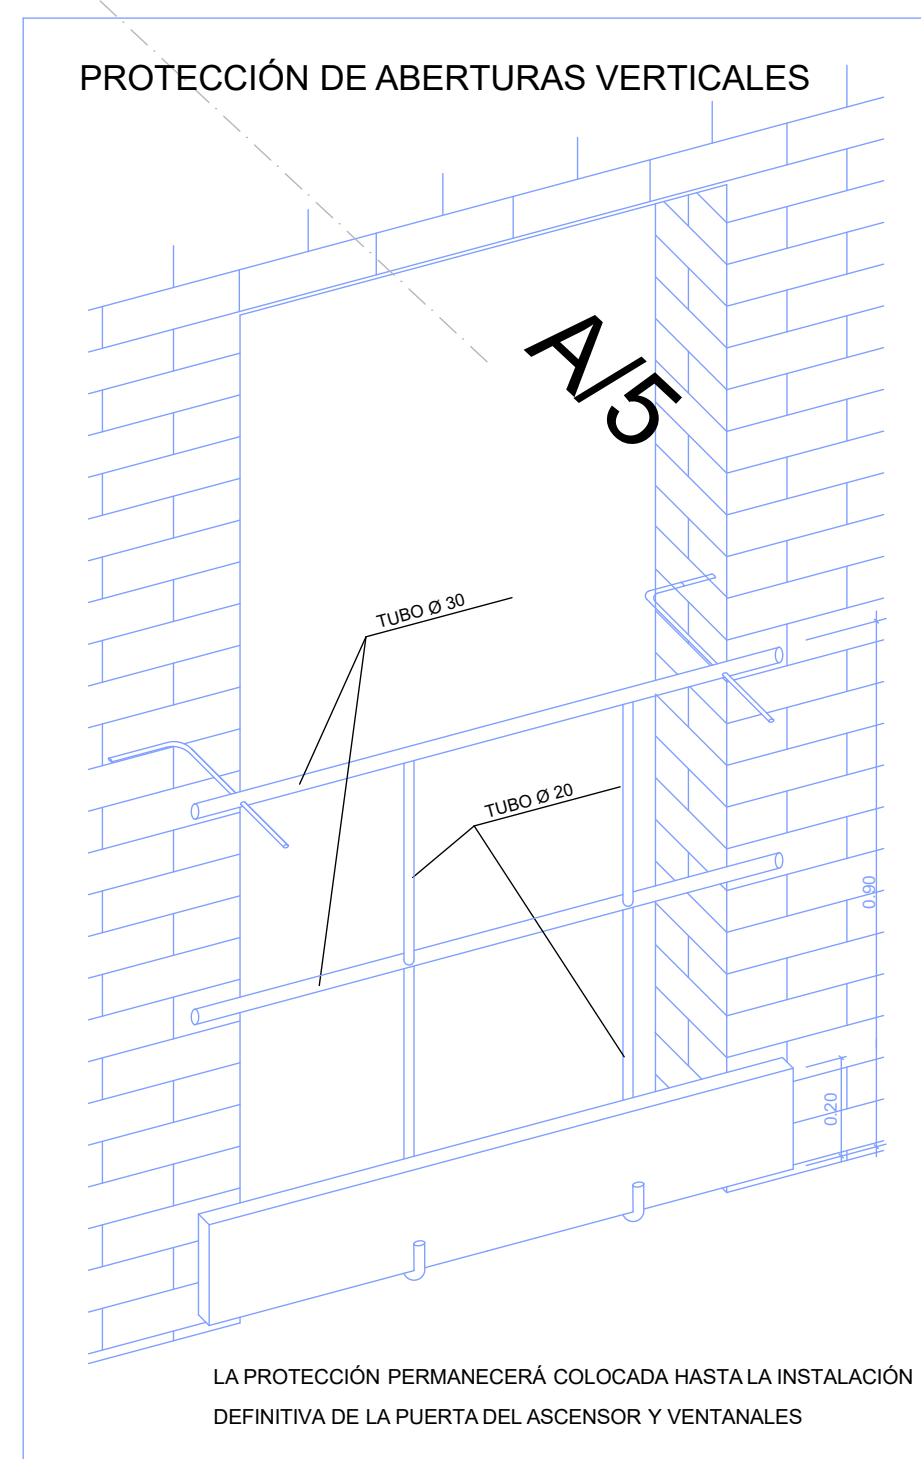 PROTECCIÓN DE ABERTURAS VERTICALES
A/5
TUBO Ø 30
TUBO Ø 20
0.90
0.20
LA PROTECCIÓN PERMANECERÁ COLOCADA HASTA LA INSTALACIÓN
DEFINITIVA DE LA PUERTA DEL ASCENSOR Y VENTANALES